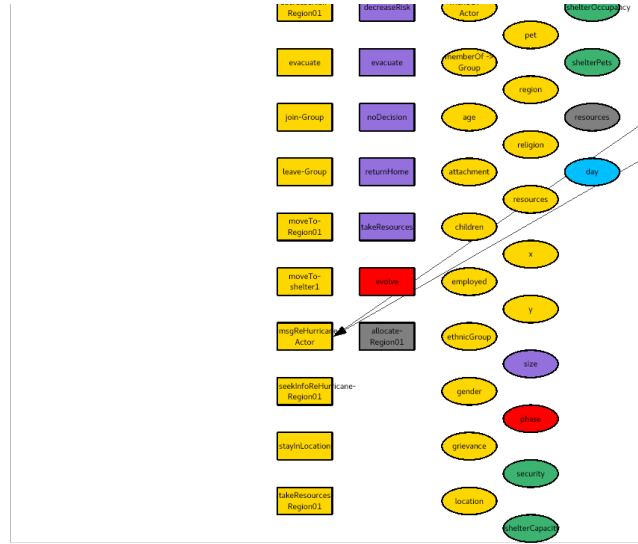 Region01
decreaseRisk
Actor
shelterOccupancy
pet
evacuate
evacuate
memberOf ->
Group
shelterPets
region
join-Group
noDecision
age
resources
religion
leave-Group
returnHome
attachment
day
resources
moveTo-
Region01
takeResources
children
x
moveTo-
shelter1
evolve
employed
y
msgReHurricane-
Actor
allocate-
Region01
ethnicGroup
size
seekInfoReHurricane-
Region01
gender
phase
stayInLocation
grievance
security
takeResources
Region01
location
shelterCapacity